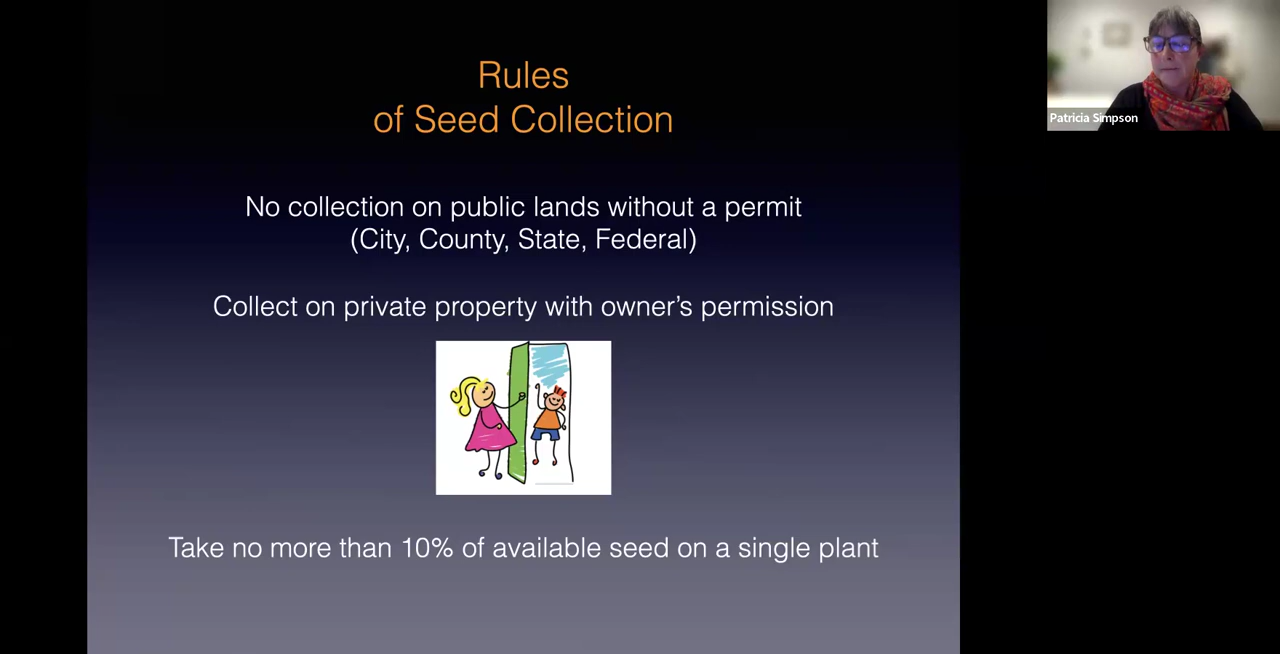 Rules
of Seed Collection
No collection on public lands without a permit
(City, County, State, Federal)
Collect on private property with owner’s permission
Take no more than 10% of available seed on a single plant
Patricia Simpson